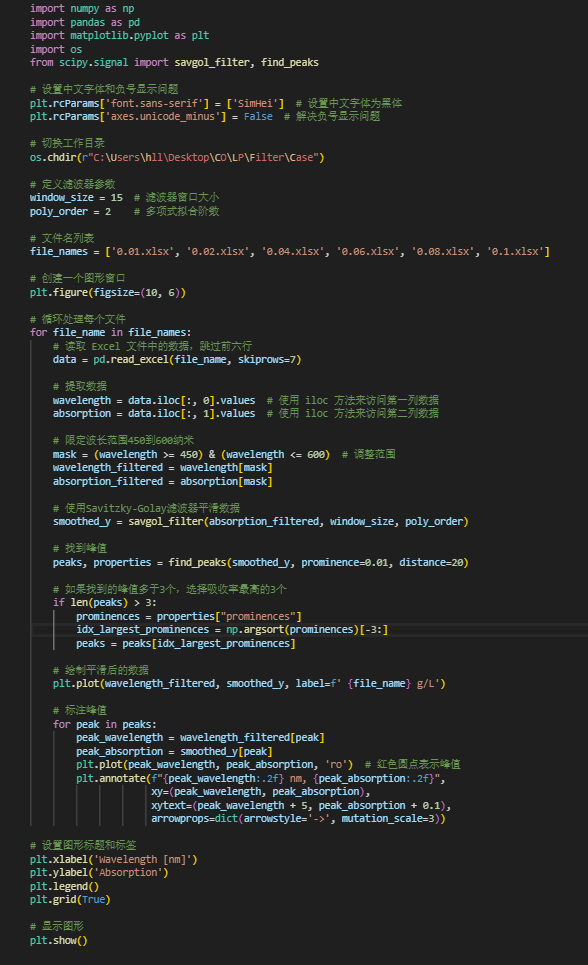 import numpy as np
import pandas as pd
import matplotlib.pyplot as plt
import os
from scipy.signal import savgol_filter, find_peaks

# 设置中文字体和负号显示问题
plt.rcParams['font.sans-serif'] = ['SimHei']  # 设置中文字体为黑体
plt.rcParams['axes.unicode_minus'] = False  # 解决负号显示问题

# 切换工作目录
os.chdir(r"C:\Users\hll\Desktop\CO\LP\Filter\Case")

# 定义滤波器参数
window_size = 15  # 滤波器窗口大小
poly_order = 2    # 多项式拟合阶数

# 文件名列表
file_names = ['0.01.xlsx', '0.02.xlsx', '0.04.xlsx', '0.06.xlsx', '0.08.xlsx', '0.1.xlsx']

# 创建一个图形窗口
plt.figure(figsize=(10, 6))

# 循环处理每个文件
for file_name in file_names:
    # 读取 Excel 文件中的数据，跳过前六行
    data = pd.read_excel(file_name, skiprows=7)

    # 提取数据
    wavelength = data.iloc[:, 0].values  # 使用 iloc 方法来访问第一列数据
    absorption = data.iloc[:, 1].values  # 使用 iloc 方法来访问第二列数据

    # 限定波长范围450到600纳米
    mask = (wavelength >= 450) & (wavelength <= 600)  # 调整范围
    wavelength_filtered = wavelength[mask]
    absorption_filtered = absorption[mask]

    # 使用Savitzky-Golay滤波器平滑数据
    smoothed_y = savgol_filter(absorption_filtered, window_size, poly_order)

    # 找到峰值
    peaks, properties = find_peaks(smoothed_y, prominence=0.01, distance=20)

    # 如果找到的峰值多于3个，选择吸收率最高的3个
    if len(peaks) > 3:
        prominences = properties["prominences"]
        idx_largest_prominences = np.argsort(prominences)[-3:]
        peaks = peaks[idx_largest_prominences]

    # 绘制平滑后的数据
    plt.plot(wavelength_filtered, smoothed_y, label=f' {file_name} g/L')

    # 标注峰值
    for peak in peaks:
        peak_wavelength = wavelength_filtered[peak]
        peak_absorption = smoothed_y[peak]
        plt.plot(peak_wavelength, peak_absorption, 'ro')  # 红色圆点表示峰值
        plt.annotate(f"{peak_wavelength:.2f} nm, {peak_absorption:.2f}",
                     xy=(peak_wavelength, peak_absorption),
                     xytext=(peak_wavelength + 5, peak_absorption + 0.1),
                     arrowprops=dict(arrowstyle='->', mutation_scale=3))

# 设置图形标题和标签
plt.xlabel('Wavelength [nm]')
plt.ylabel('Absorption')
plt.legend()
plt.grid(True)

# 显示图形
plt.show()